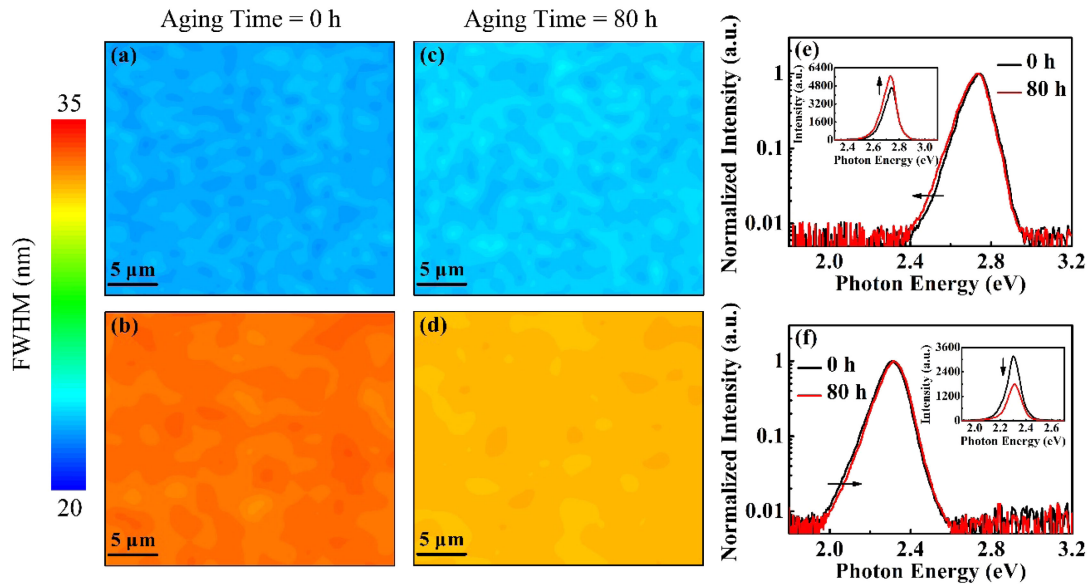 Aging Time = 0 h
Aging Time = 80 h
35
FWHM (nm)
20
(a)
5 µm
(c)
5 µm
(b)
5 µm
(d)
5 µm
(e)
0 h
80 h
Normalized Intensity (a.u.)
1
0.1
0.01
2.0 2.4 2.8 3.2
Photon Energy (eV)
Intensity (a.u.)
6400
4800
3200
1600
0
2.4 2.6 2.8 3.0
Photon Energy (eV)
(f)
0 h
80 h
Normalized Intensity (a.u.)
1
0.1
0.01
2.0 2.4 2.8 3.2
Photon Energy (eV)
Intensity (a.u.)
3600
2400
1200
0
2.0 2.2 2.4 2.6
Photon Energy (eV)